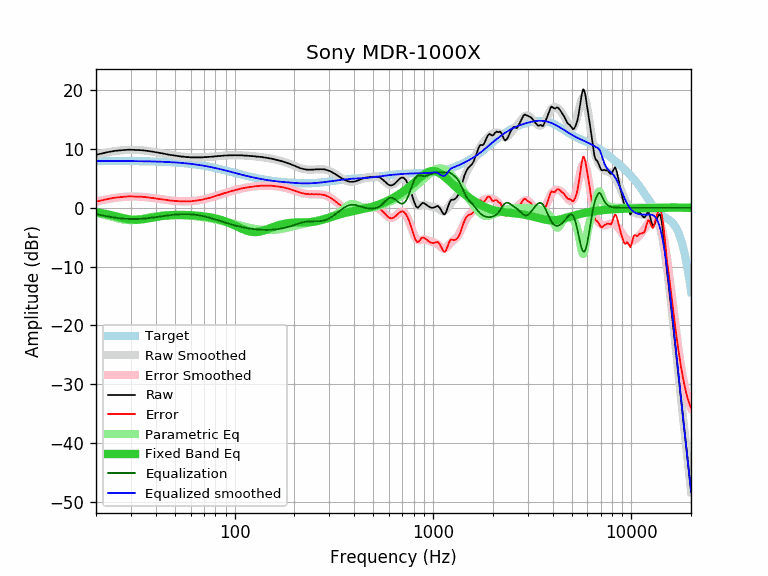 Sony MDR-1000X
Amplitude (dBr)
20
10
0
−10
−20
−30
−40
−50
Target
Raw Smoothed
Error Smoothed
Raw
Error
Parametric Eq
Fixed Band Eq
Equalization
Equalized smoothed
100
1000
10000
Frequency (Hz)